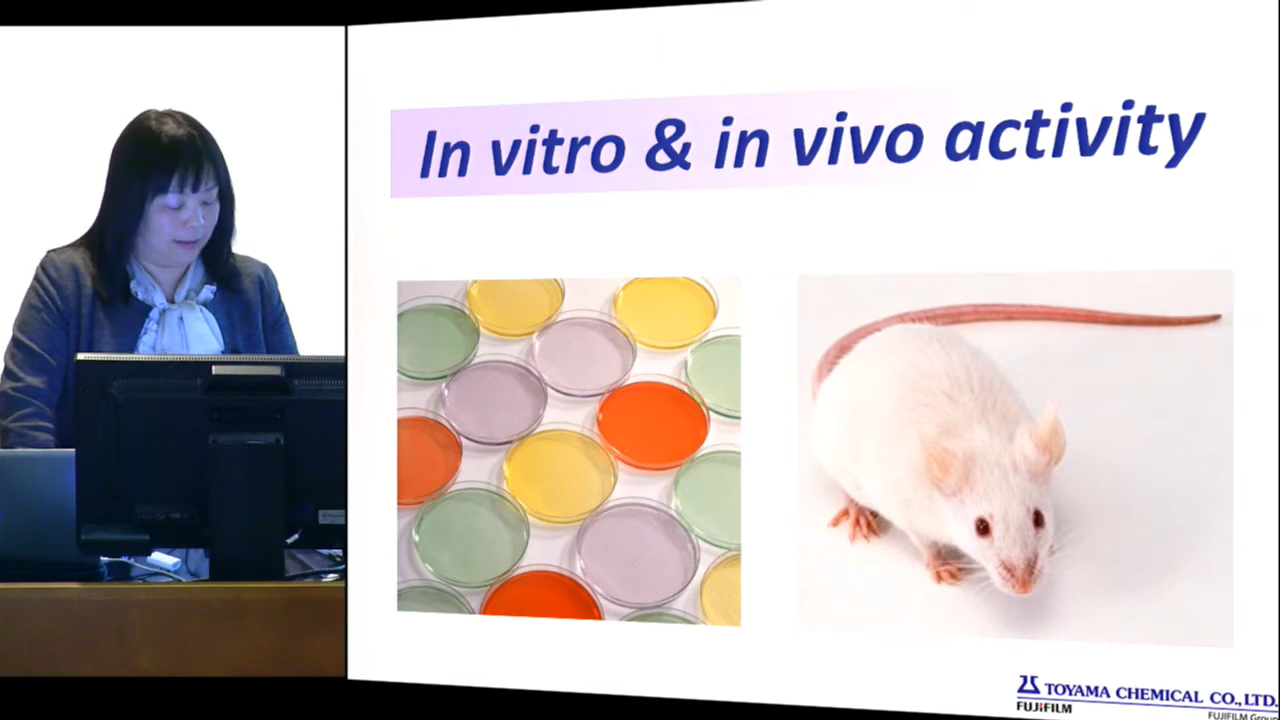 In vitro & in vivo activity
TOYAMA CHEMICAL CO., LTD.
FUJIFILM
FUJIFILM Group